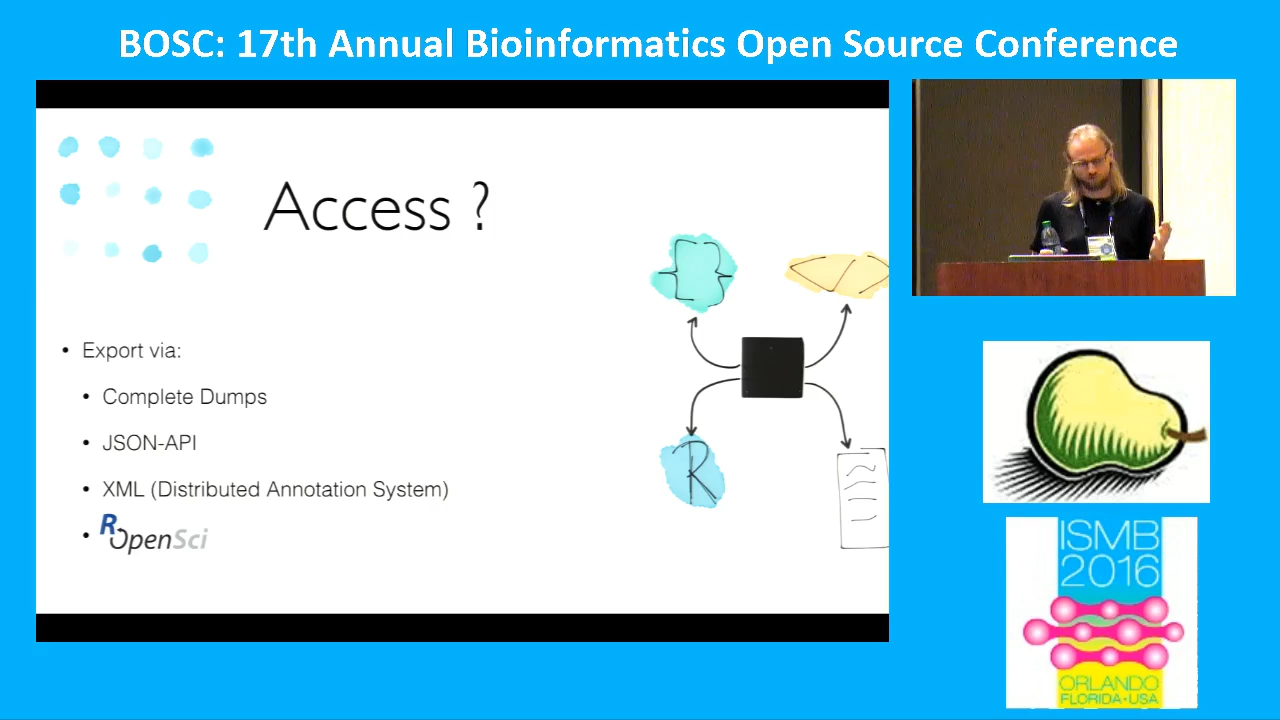 BOSC: 17th Annual Bioinformatics Open Source Conference
Access ?
• Export via:
• Complete Dumps
• JSON-API
• XML (Distributed Annotation System)
• ROpenSci
R
ISMB
2016
ORLANDO
FLORIDA•USA